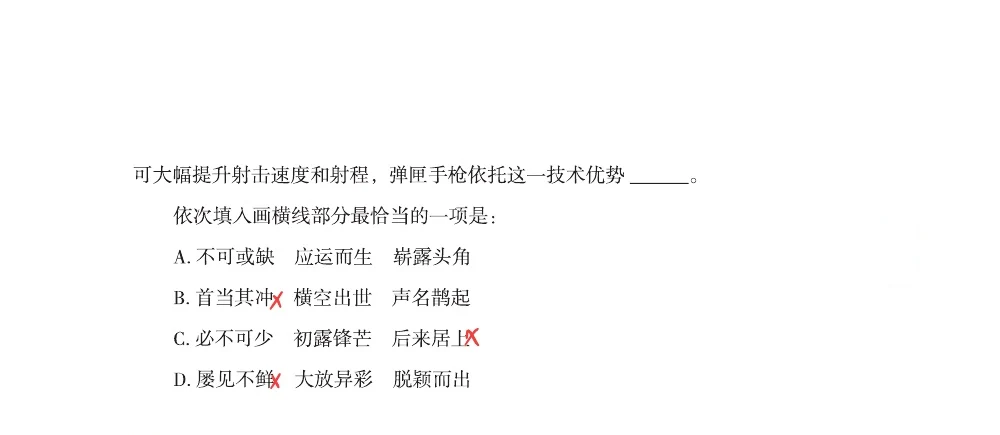 可大幅提升射击速度和射程，弹匣手枪依托这一技术优势 ______。
依次填入画横线部分最恰当的一项是：
A. 不可或缺 应运而生 崭露头角
B. 首当其冲 横空出世 声名鹊起
C. 必不可少 初露锋芒 后来居上
D. 屡见不鲜 大放异彩 脱颖而出